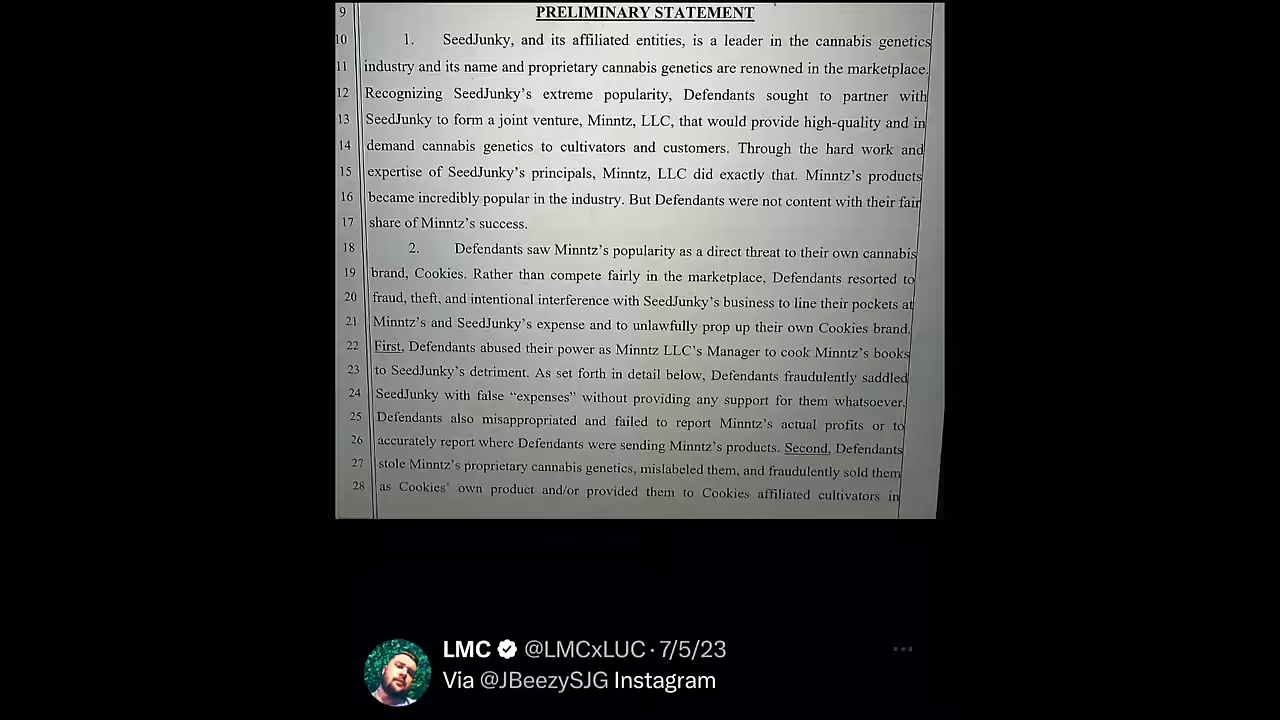 PRELIMINARY STATEMENT
9
10 1. SeedJunky, and its affiliated entities, is a leader in the cannabis genetics
11 industry and its name and proprietary cannabis genetics are renowned in the marketplace.
12 Recognizing SeedJunky's extreme popularity, Defendants sought to partner with
13 SeedJunky to form a joint venture, Minntz, LLC, that would provide high-quality and in
14 demand cannabis genetics to cultivators and customers. Through the hard work and
15 expertise of SeedJunky's principals, Minntz, LLC did exactly that. Minntz's products
16 became incredibly popular in the industry. But Defendants were not content with their fair
17 share of Minntz's success.
18 2. Defendants saw Minntz's popularity as a direct threat to their own cannabis
19 brand, Cookies. Rather than compete fairly in the marketplace, Defendants resorted to
20 fraud, theft, and intentional interference with SeedJunky's business to line their pockets at
21 Minntz's and SeedJunky's expense and to unlawfully prop up their own Cookies brand.
22 First, Defendants abused their power as Minntz LLC's Manager to cook Minntz's books
23 to SeedJunky's detriment. As set forth in detail below, Defendants fraudulently saddled
24 SeedJunky with false “expenses” without providing any support for them whatsoever.
25 Defendants also misappropriated and failed to report Minntz's actual profits or to
26 accurately report where Defendants were sending Minntz's products. Second, Defendants
27 stole Minntz's proprietary cannabis genetics, mislabeled them, and fraudulently sold them
28 as Cookies' own product and/or provided them to Cookies affiliated cultivators in
LMC @LMCxLUC · 7/5/23
Via @JBeezySJG Instagram